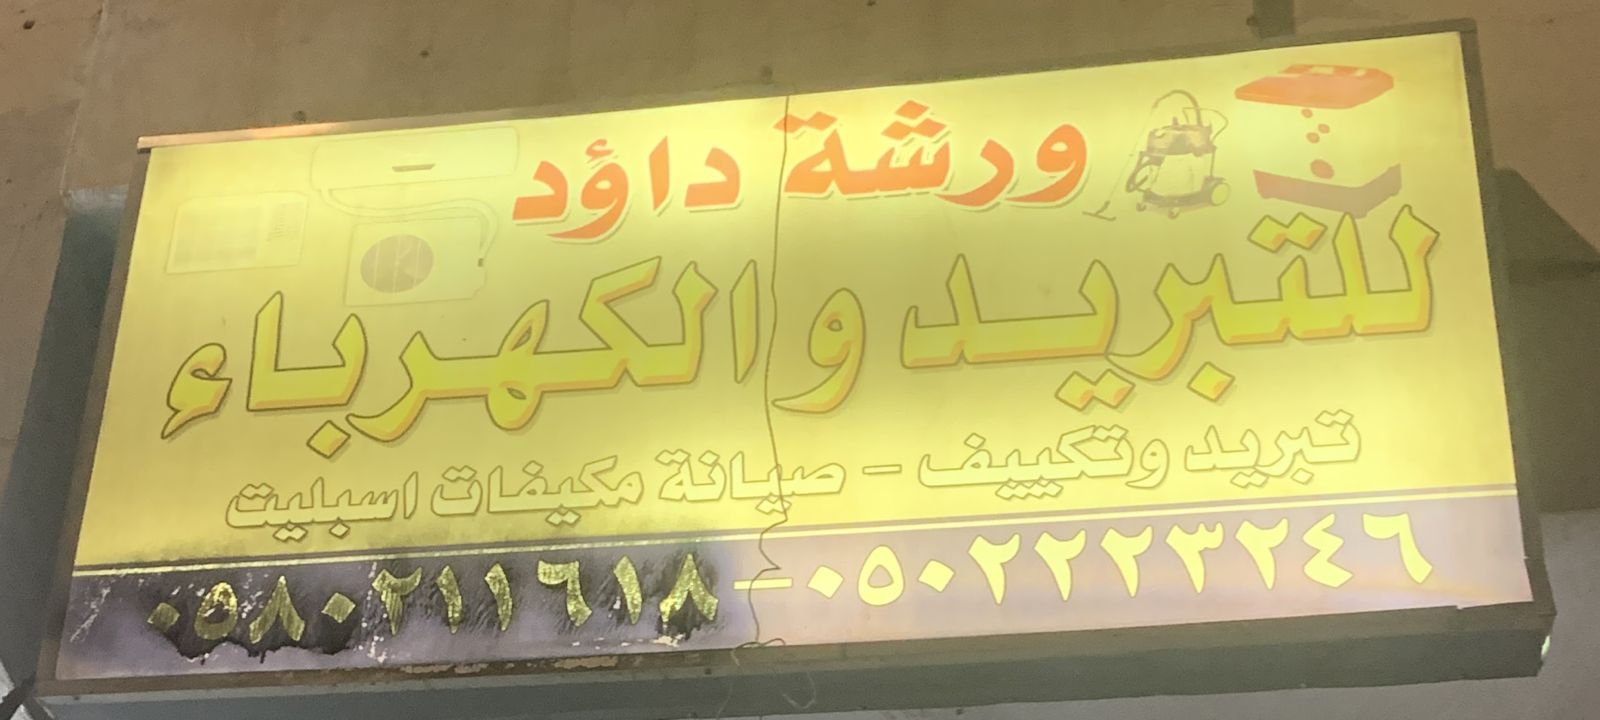 ورشة داؤد
للتبريد والكهرباء
تبريد وتكييف - صيانة مكيفات اسبليت
٠٥٨٠٢١١٦١٨ - ٠٥٠٢٢٢٣٢٤٦